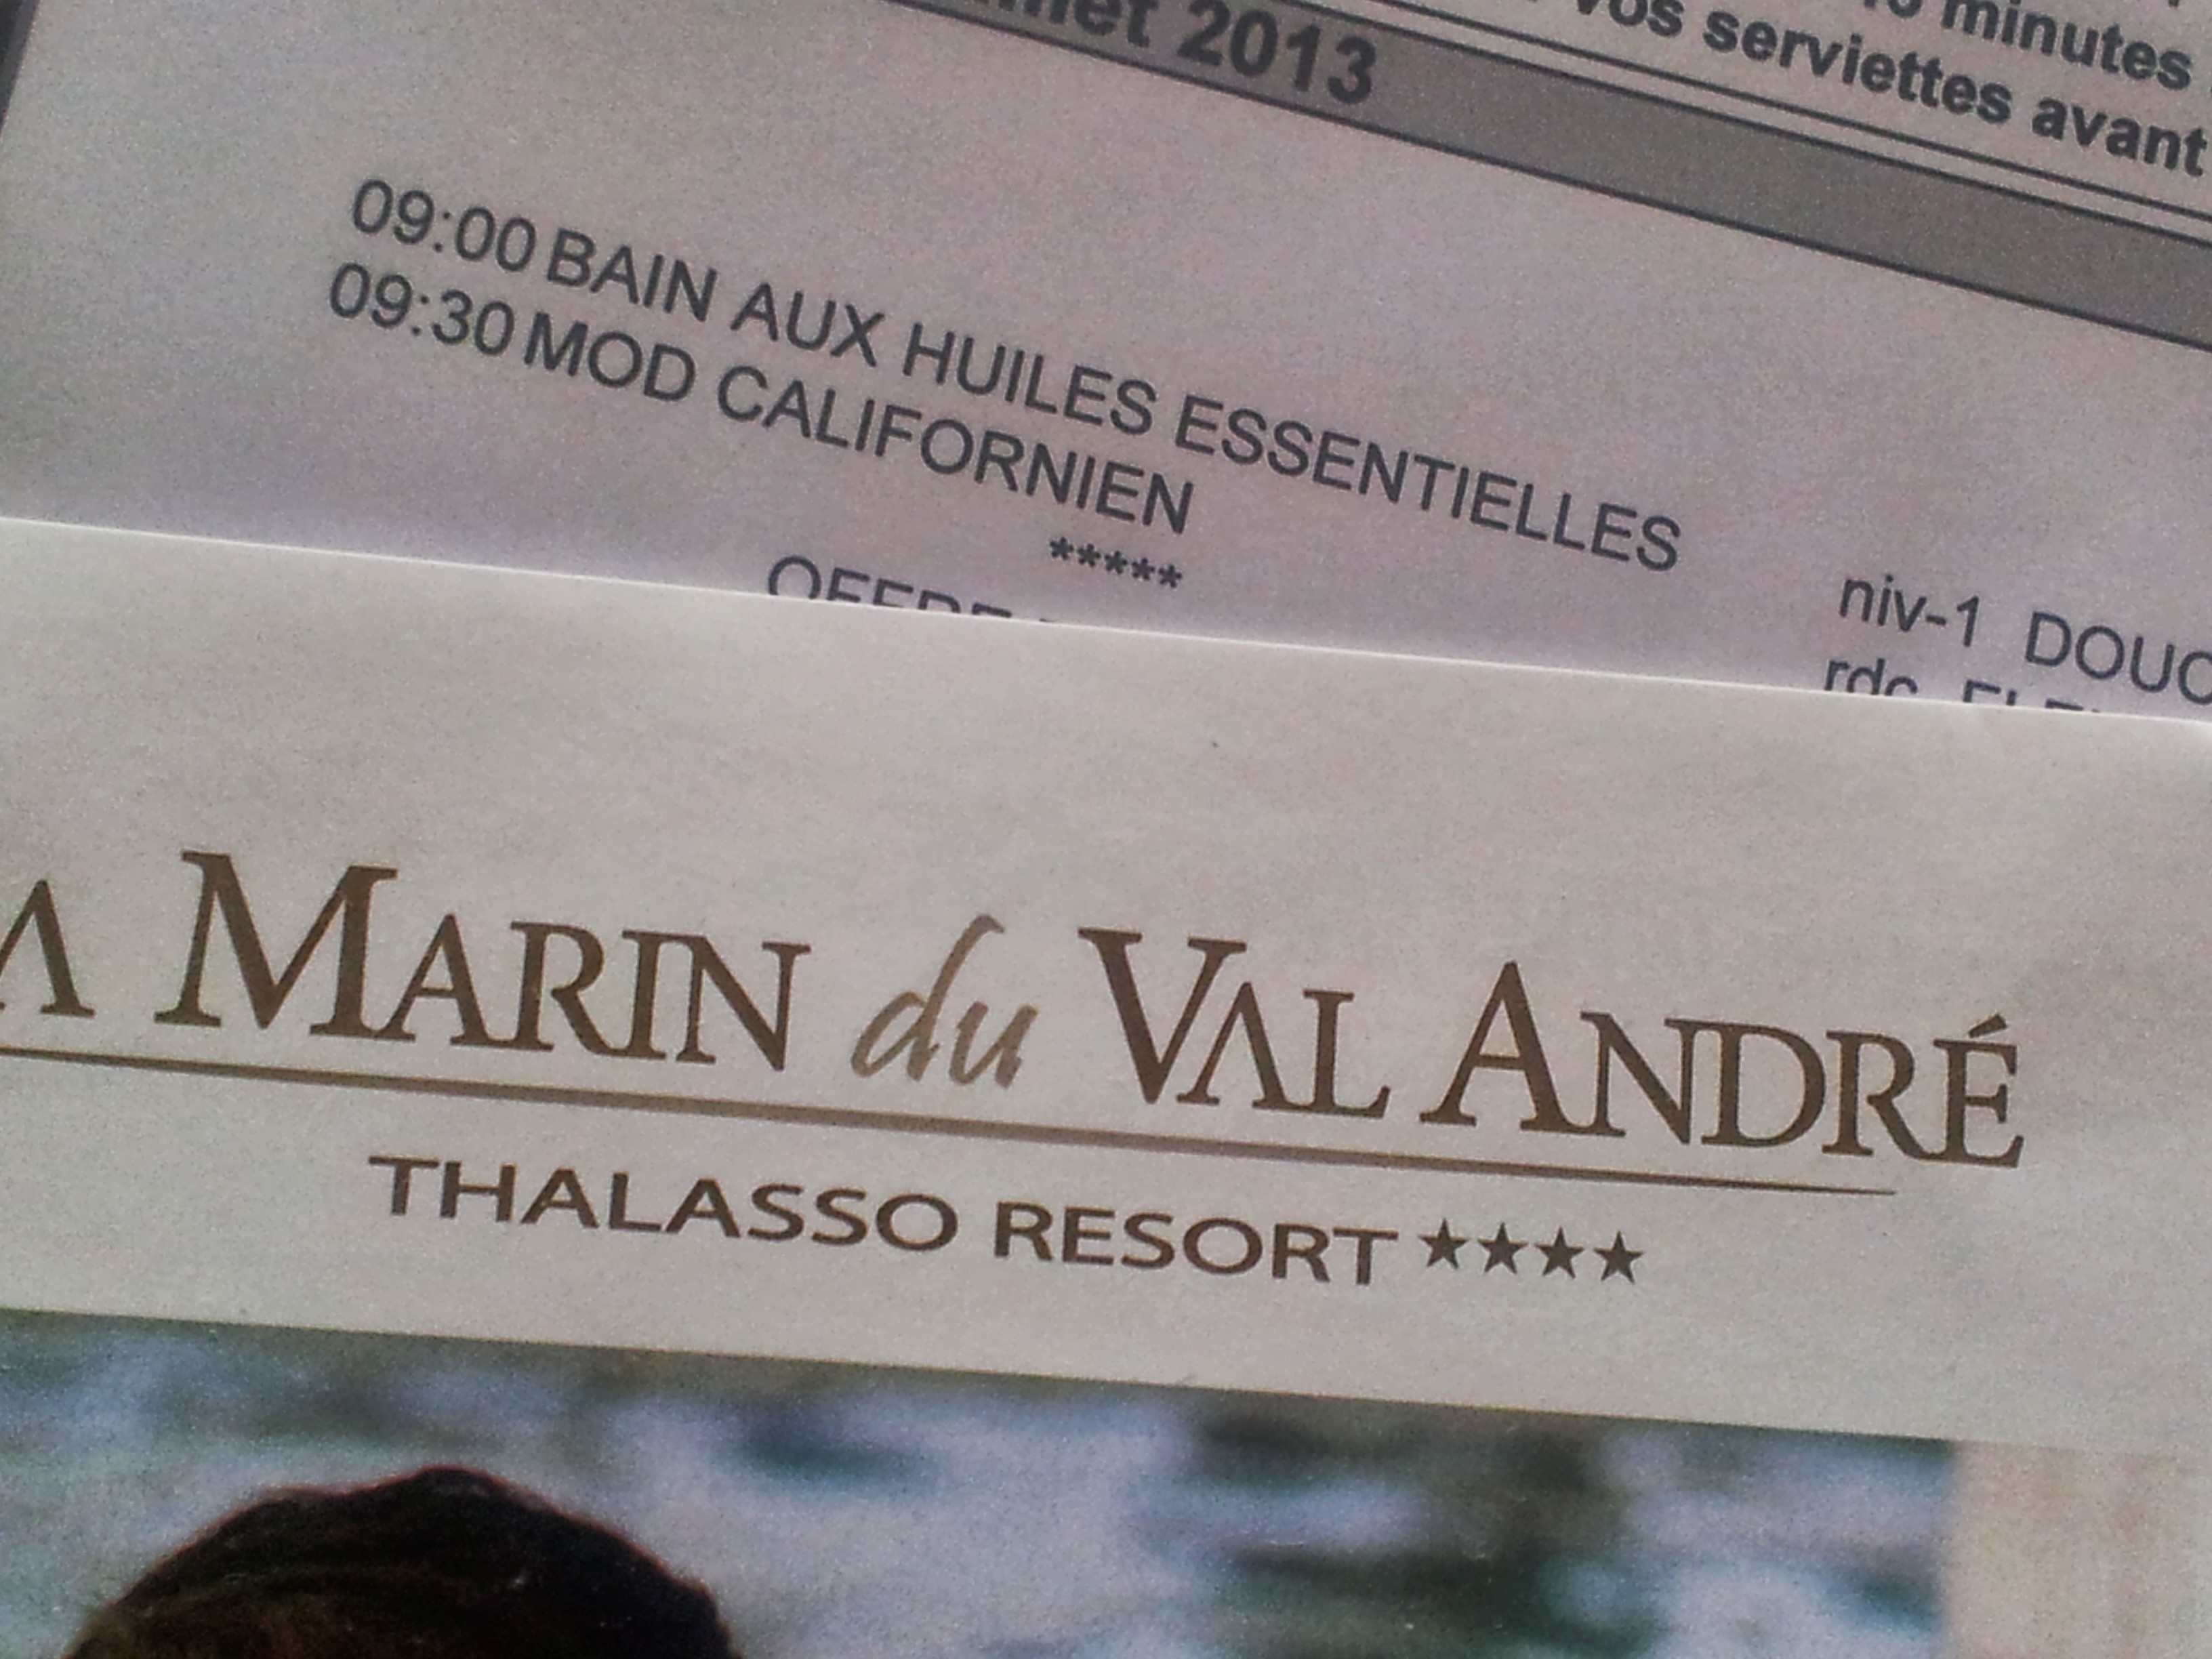 minutes
vos serviettes avant
2013
09:00 BAIN AUX HUILES ESSENTIELLES
09:30 MOD CALIFORNIEN
*****
niv-1
rdc
MARIN du VAL ANDRÉ
THALASSO RESORT ★★★★